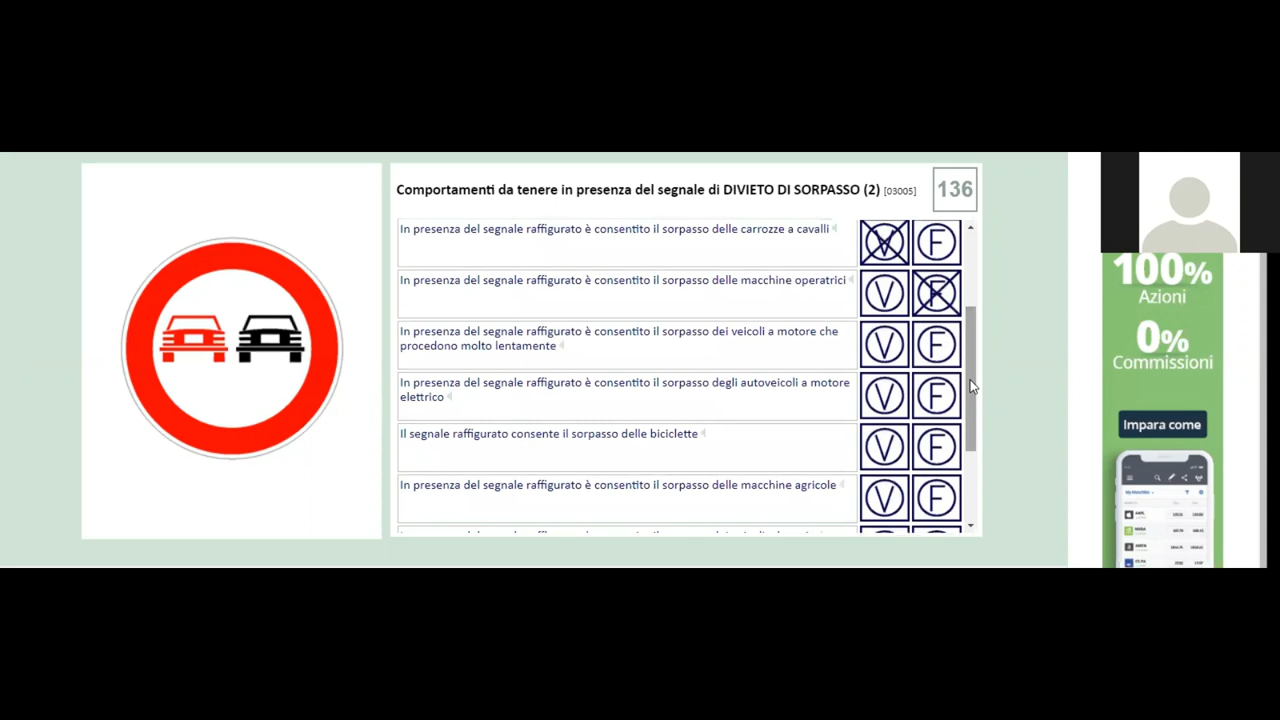 Comportamenti da tenere in presenza del segnale di DIVIETO DI SORPASSO (2) [03005] 136
In presenza del segnale raffigurato è consentito il sorpasso delle carrozze a cavalli V F
In presenza del segnale raffigurato è consentito il sorpasso delle macchine operatrici V F
In presenza del segnale raffigurato è consentito il sorpasso dei veicoli a motore che
procedono molto lentamente V F
In presenza del segnale raffigurato è consentito il sorpasso degli autoveicoli a motore
elettrico V F
Il segnale raffigurato consente il sorpasso delle biciclette V F
In presenza del segnale raffigurato è consentito il sorpasso delle macchine agricole V F
100%
Azioni
0%
Commissioni
Impara come